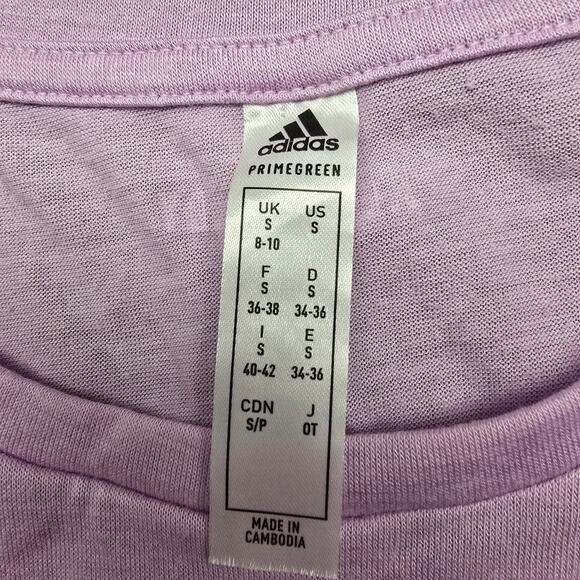 adidas
PRIMEGREEN
UK US
S S
8-10
F D
S S
36-38 34-36
I E
S S
40-42 34-36
CDN J
S/P OT
MADE IN
CAMBODIA